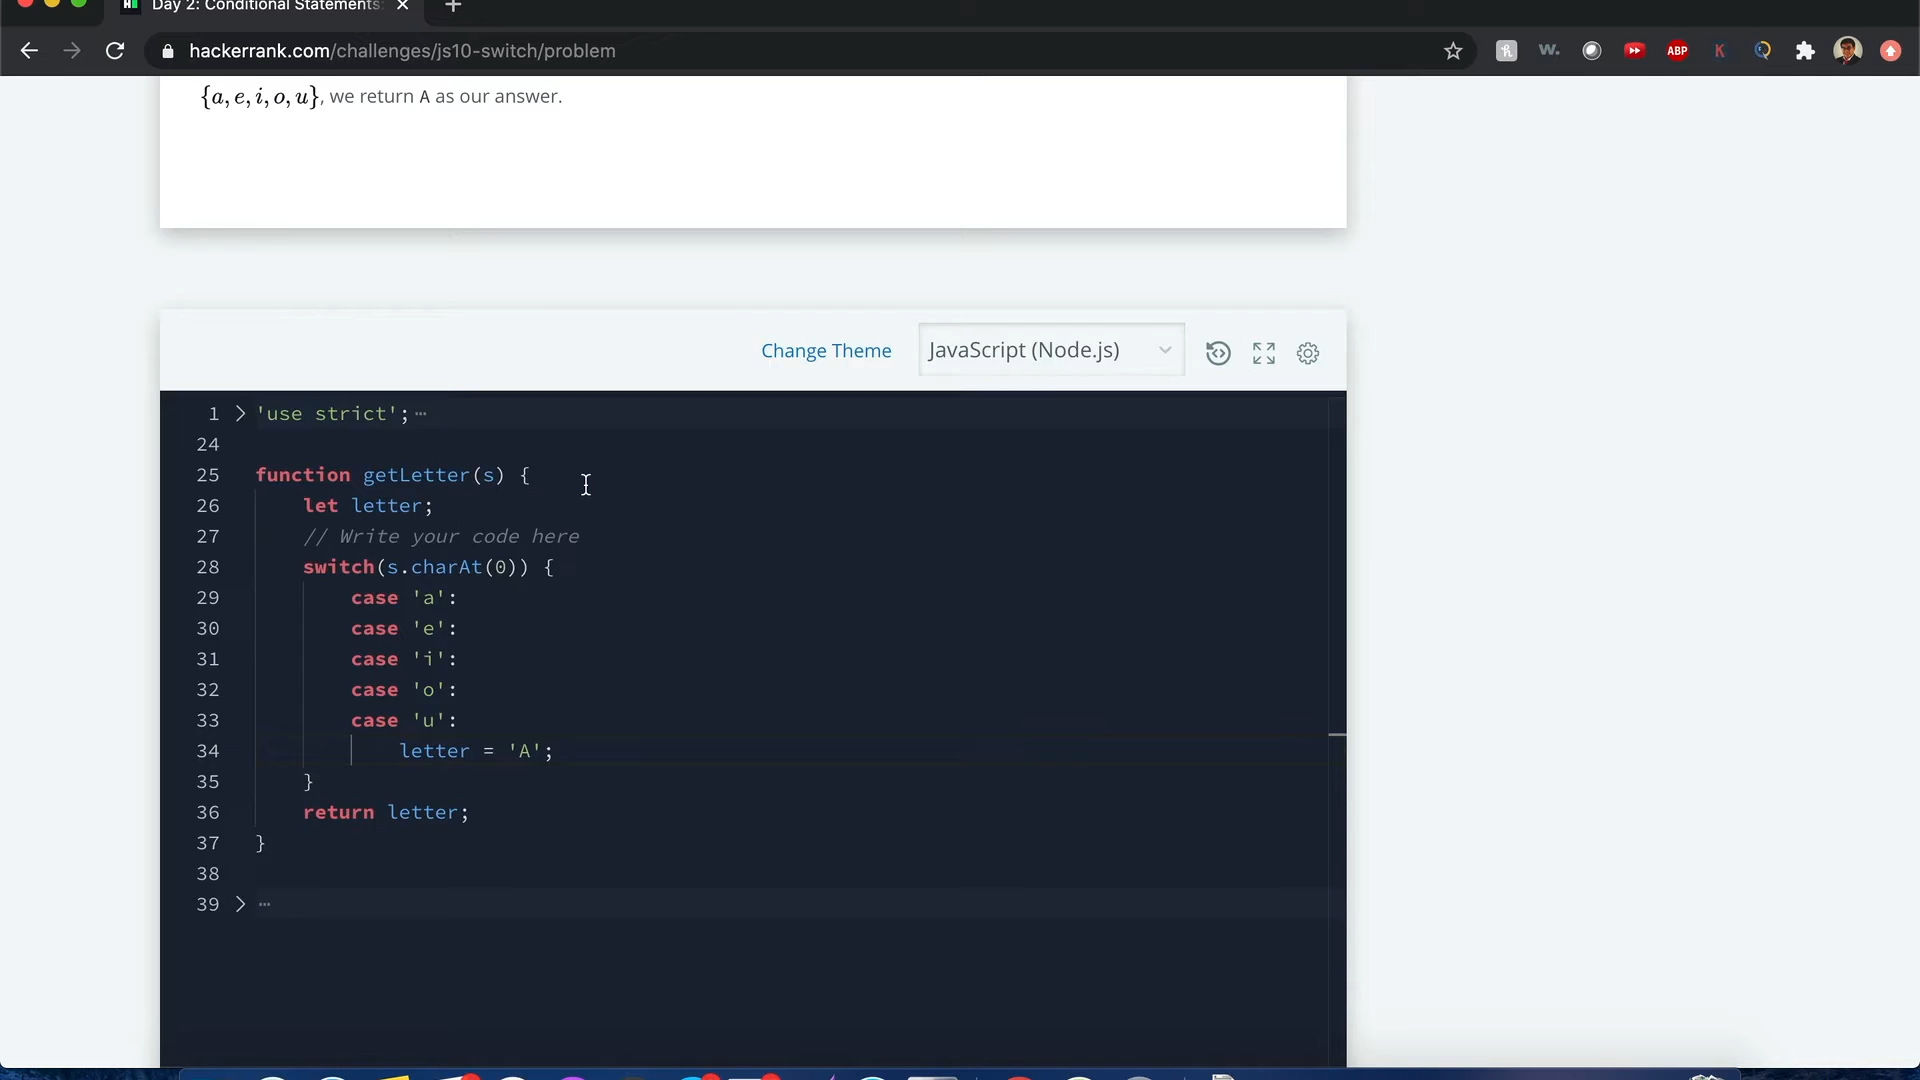 Day 2: Conditional Statements:
hackerrank.com/challenges/js10-switch/problem
{a, e, i, o, u}, we return A as our answer.
Change Theme
JavaScript (Node.js)
1 'use strict';
24
25 function getLetter(s) {
26 let letter;
27 // Write your code here
28 switch(s.charAt(0)) {
29 case 'a':
30 case 'e':
31 case 'i':
32 case 'o':
33 case 'u':
34 letter = 'A';
35 }
36 return letter;
37 }
38
39
ABP